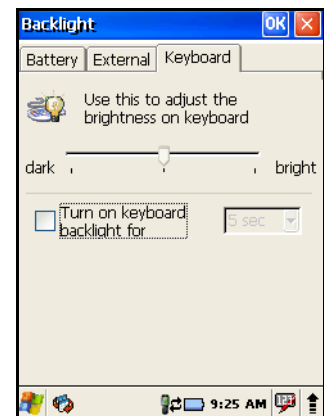 Backlight OK
Battery External Keyboard
Use this to adjust the
brightness on keyboard
dark bright
Turn on keyboard
backlight for
5 sec
9:25 AM 123